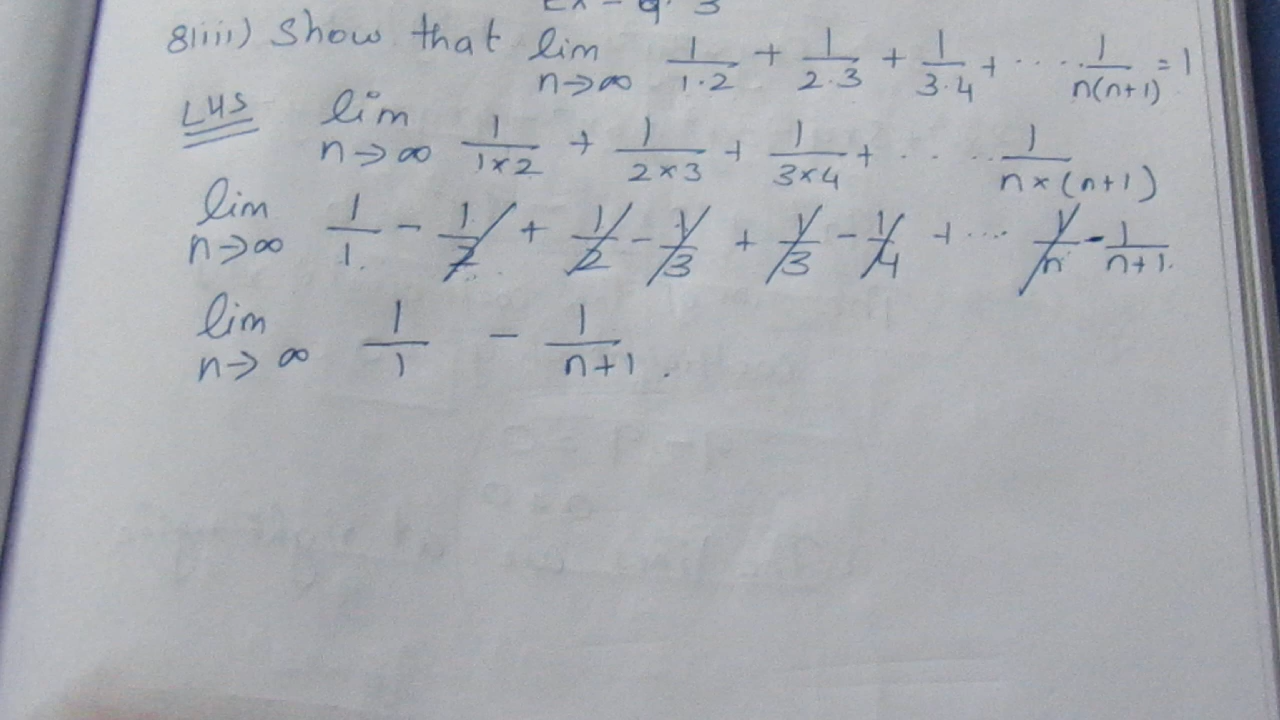 8)iii) Show that lim n→∞ 1/1·2 + 1/2·3 + 1/3·4 + ····· 1/n(n+1) = 1
LHS lim n→∞ 1/1×2 + 1/2×3 + 1/3×4 + ····· 1/n×(n+1)
lim n→∞ 1/1 - 1/2 + 1/2 - 1/3 + 1/3 - 1/4 + ··· 1/n - 1/n+1
lim n→∞ 1/1 - 1/n+1.